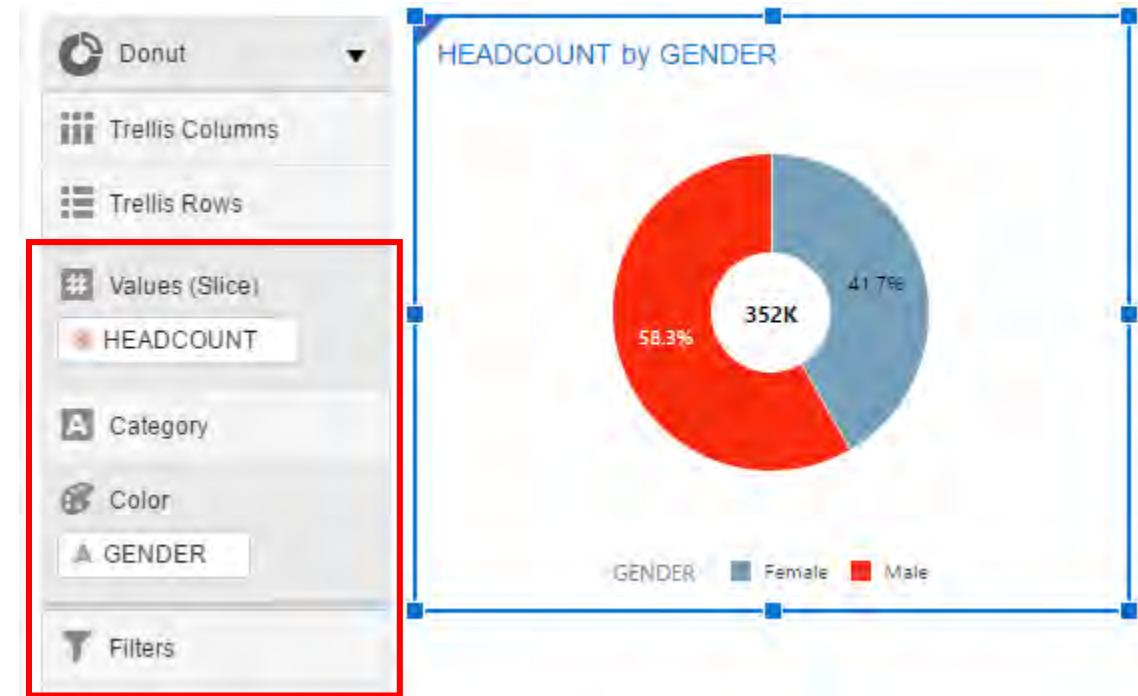 Donut
Trellis Columns
Trellis Rows
Values (Slice)
HEADCOUNT
Category
Color
GENDER
Filters
HEADCOUNT by GENDER
41.7%
352K
58.3%
GENDER Female Male